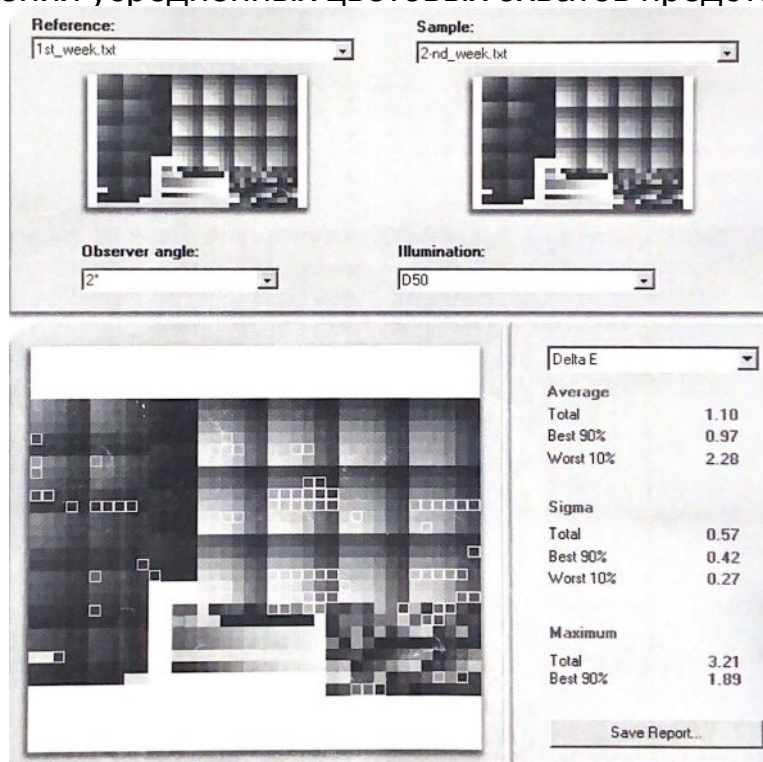 усредненных цветовых
Reference:
Sample:
1st_week.txt
2-nd_week.txt
Observer angle:
Illumination:
2°
D50
Delta E
Average
Total 1.10
Best 90% 0.97
Worst 10% 2.28
Sigma
Total 0.57
Best 90% 0.42
Worst 10% 0.27
Maximum
Total 3.21
Best 90% 1.89
Save Report...